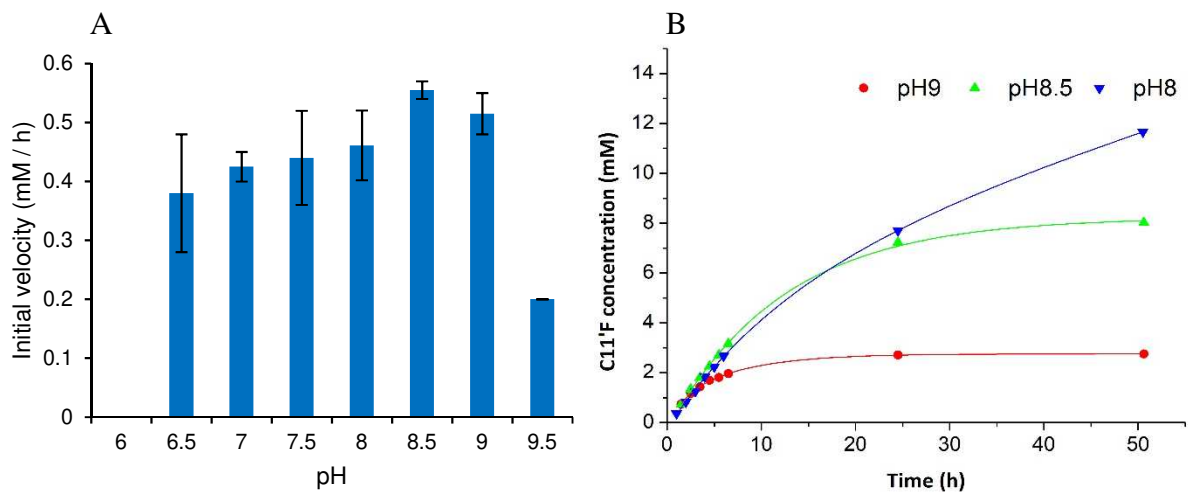 A
Initial velocity (mM / h)
0.6
0.5
0.4
0.3
0.2
0.1
0
6 6.5 7 7.5 8 8.5 9 9.5
pH
B
C11'F concentration (mM)
14
12
10
8
6
4
2
0
pH9 pH8.5 pH8
0 10 20 30 40 50
Time (h)